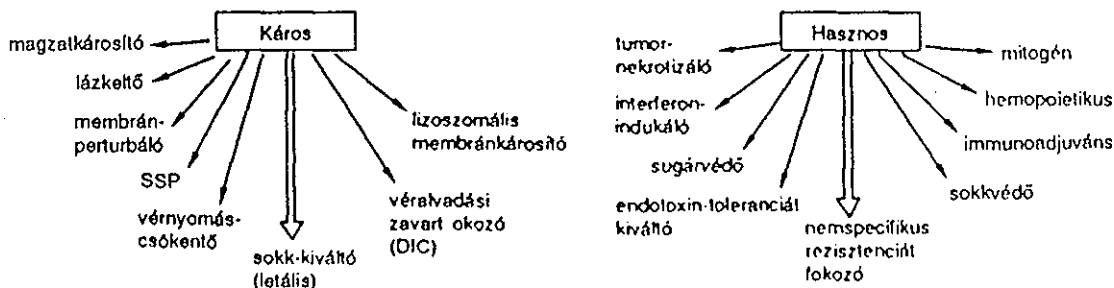 Káros
magzatkárosító
lázkeltő
membrán-
perturbáló
SSP
vérnyomás-
csökkentő
sokk-kiváltó
(letális)
véralvadási
zavart okozó
(DIC)
lizoszomális
membránkárosító
Hasznos
tumor-
nekrotizáló
interferon-
indukáló
sugárvédő
endotoxin-toleranciát
kiváltó
nemspecifikus
rezisztenciát
fokozó
sokkvédő
immunoadjuváns
hemopoietikus
mitogén